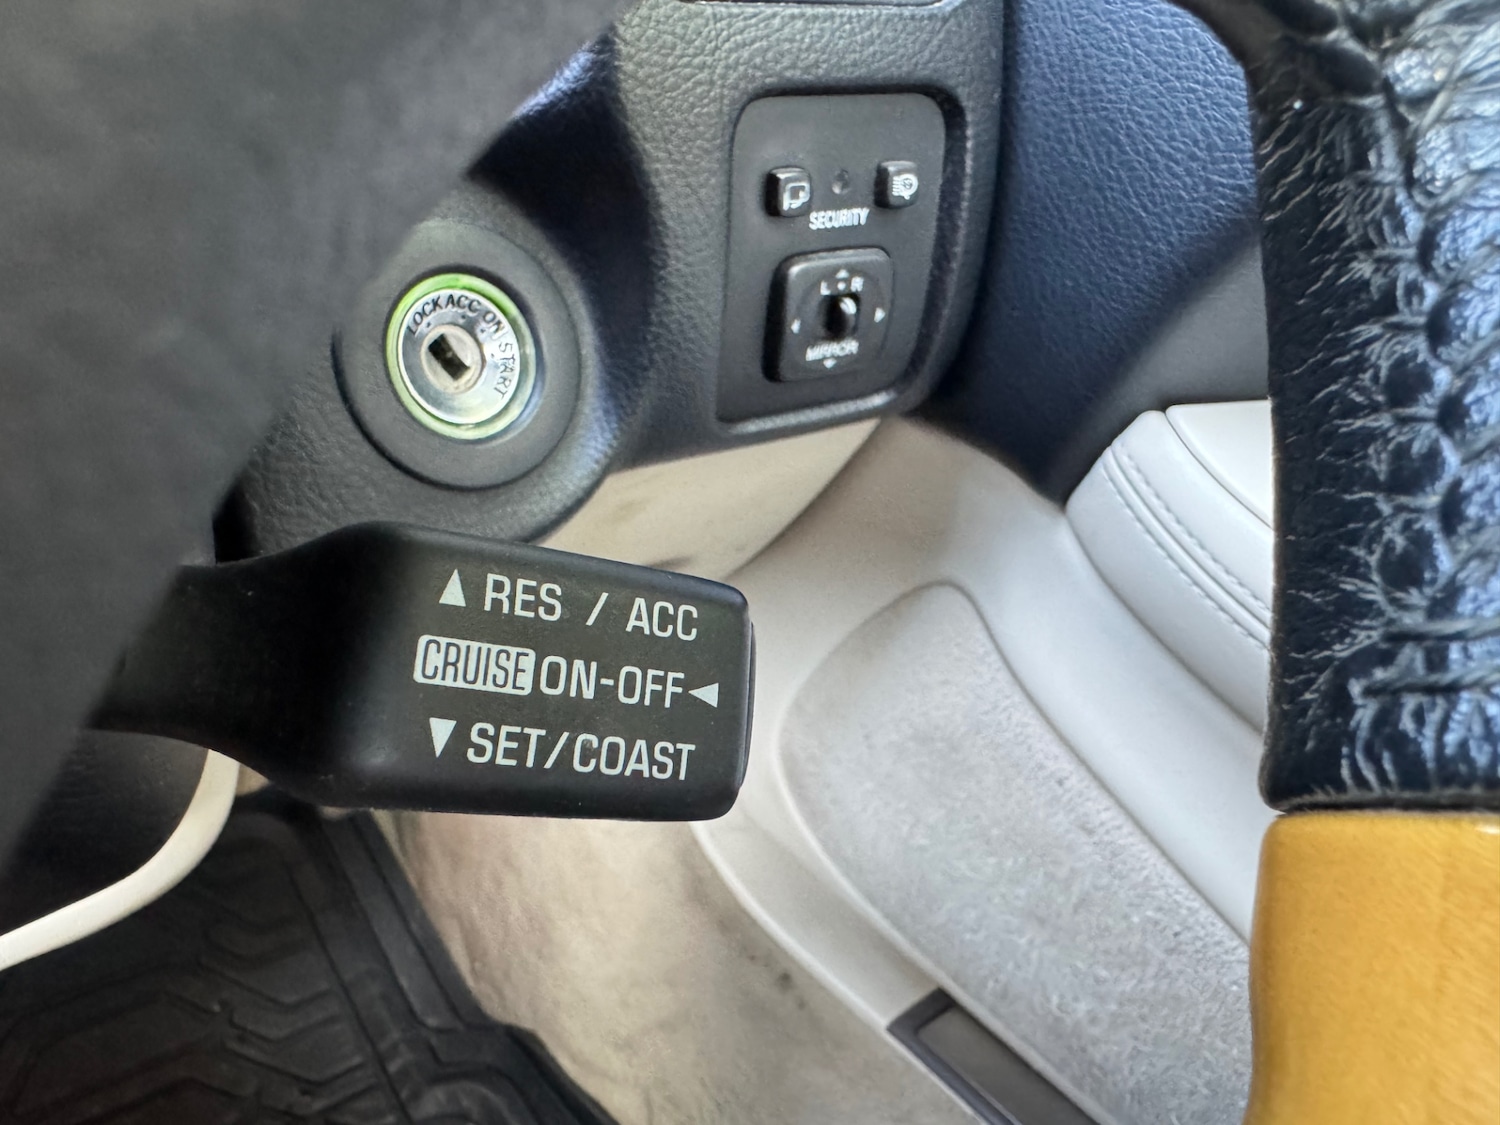 SECURITY
L R
MIRROR
LOCK ACC ON START
RES / ACC
CRUISE ON-OFF
SET/COAST